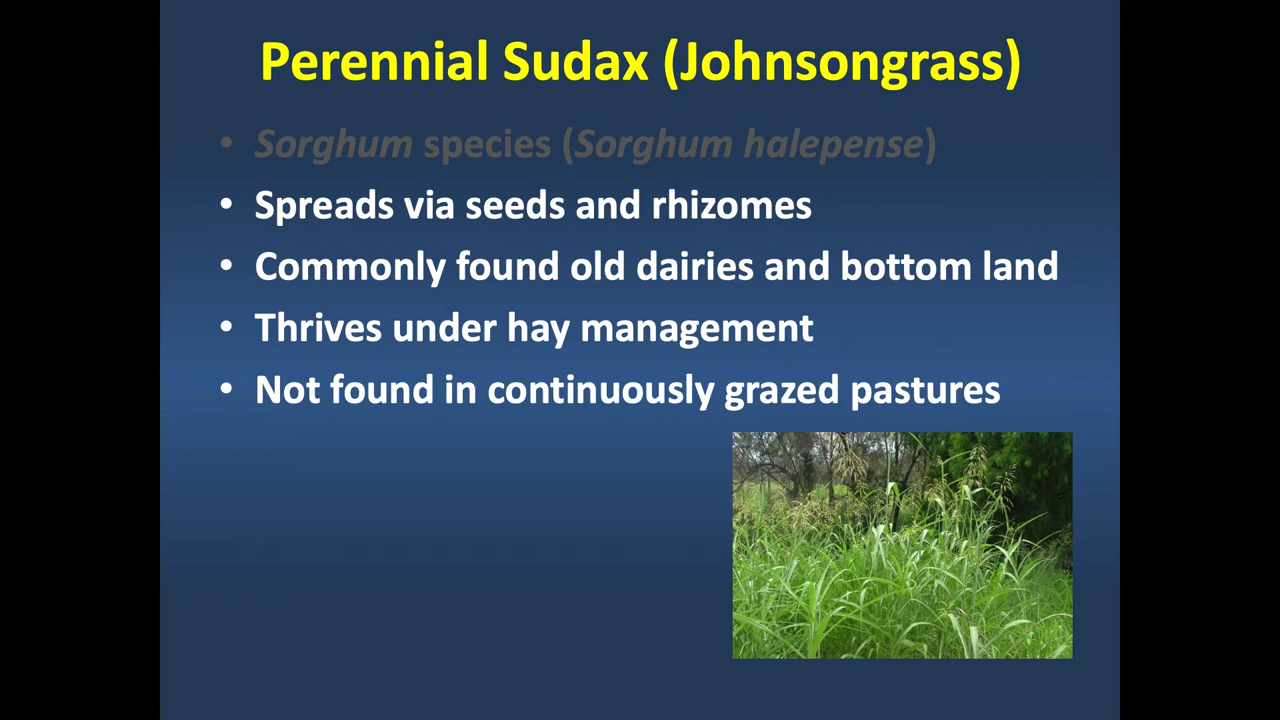 Perennial Sudax (Johnsongrass)
• Sorghum species (Sorghum halepense)
• Spreads via seeds and rhizomes
• Commonly found old dairies and bottom land
• Thrives under hay management
• Not found in continuously grazed pastures